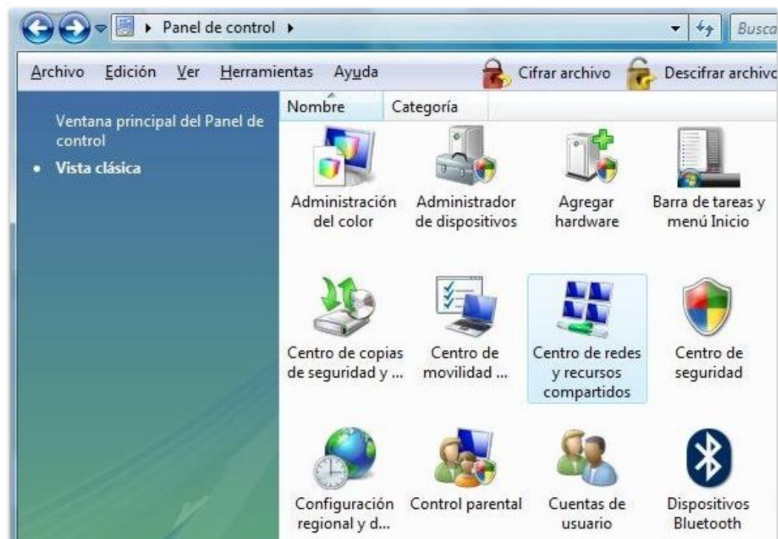 Panel de control
Busca
Archivo Edición Ver Herramientas Ayuda Cifrar archivo Descifrar archivo
Ventana principal del Panel de
control
Vista clásica
Nombre Categoría
Administración
del color
Administrador
de dispositivos
Agregar
hardware
Barra de tareas y
menú Inicio
Centro de copias
de seguridad y ...
Centro de
movilidad ...
Centro de redes
y recursos
compartidos
Centro de
seguridad
Configuración
regional y d...
Control parental
Cuentas de
usuario
Dispositivos
Bluetooth